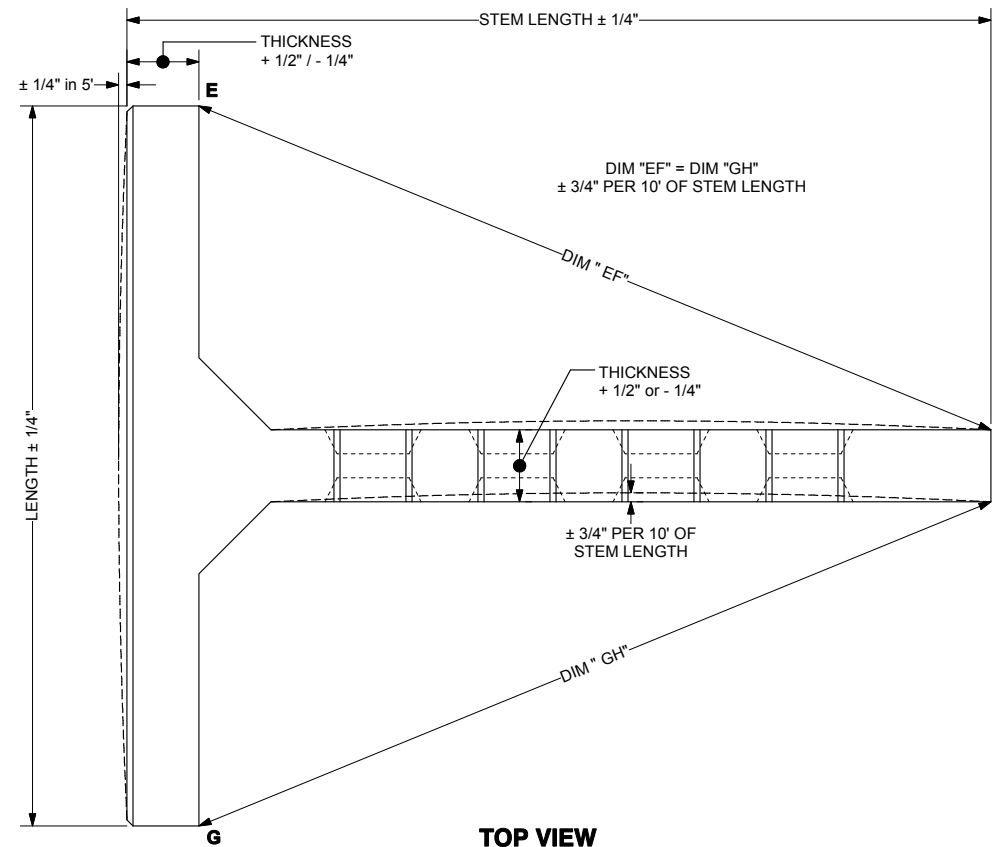 STEM LENGTH ± 1/4"
THICKNESS
+ 1/2" / - 1/4"
± 1/4" in 5'
E
DIM "EF" = DIM "GH"
± 3/4" PER 10' OF STEM LENGTH
DIM " EF"
THICKNESS
+ 1/2" or - 1/4"
LENGTH ± 1/4"
± 3/4" PER 10' OF
STEM LENGTH
DIM " GH"
G
TOP VIEW